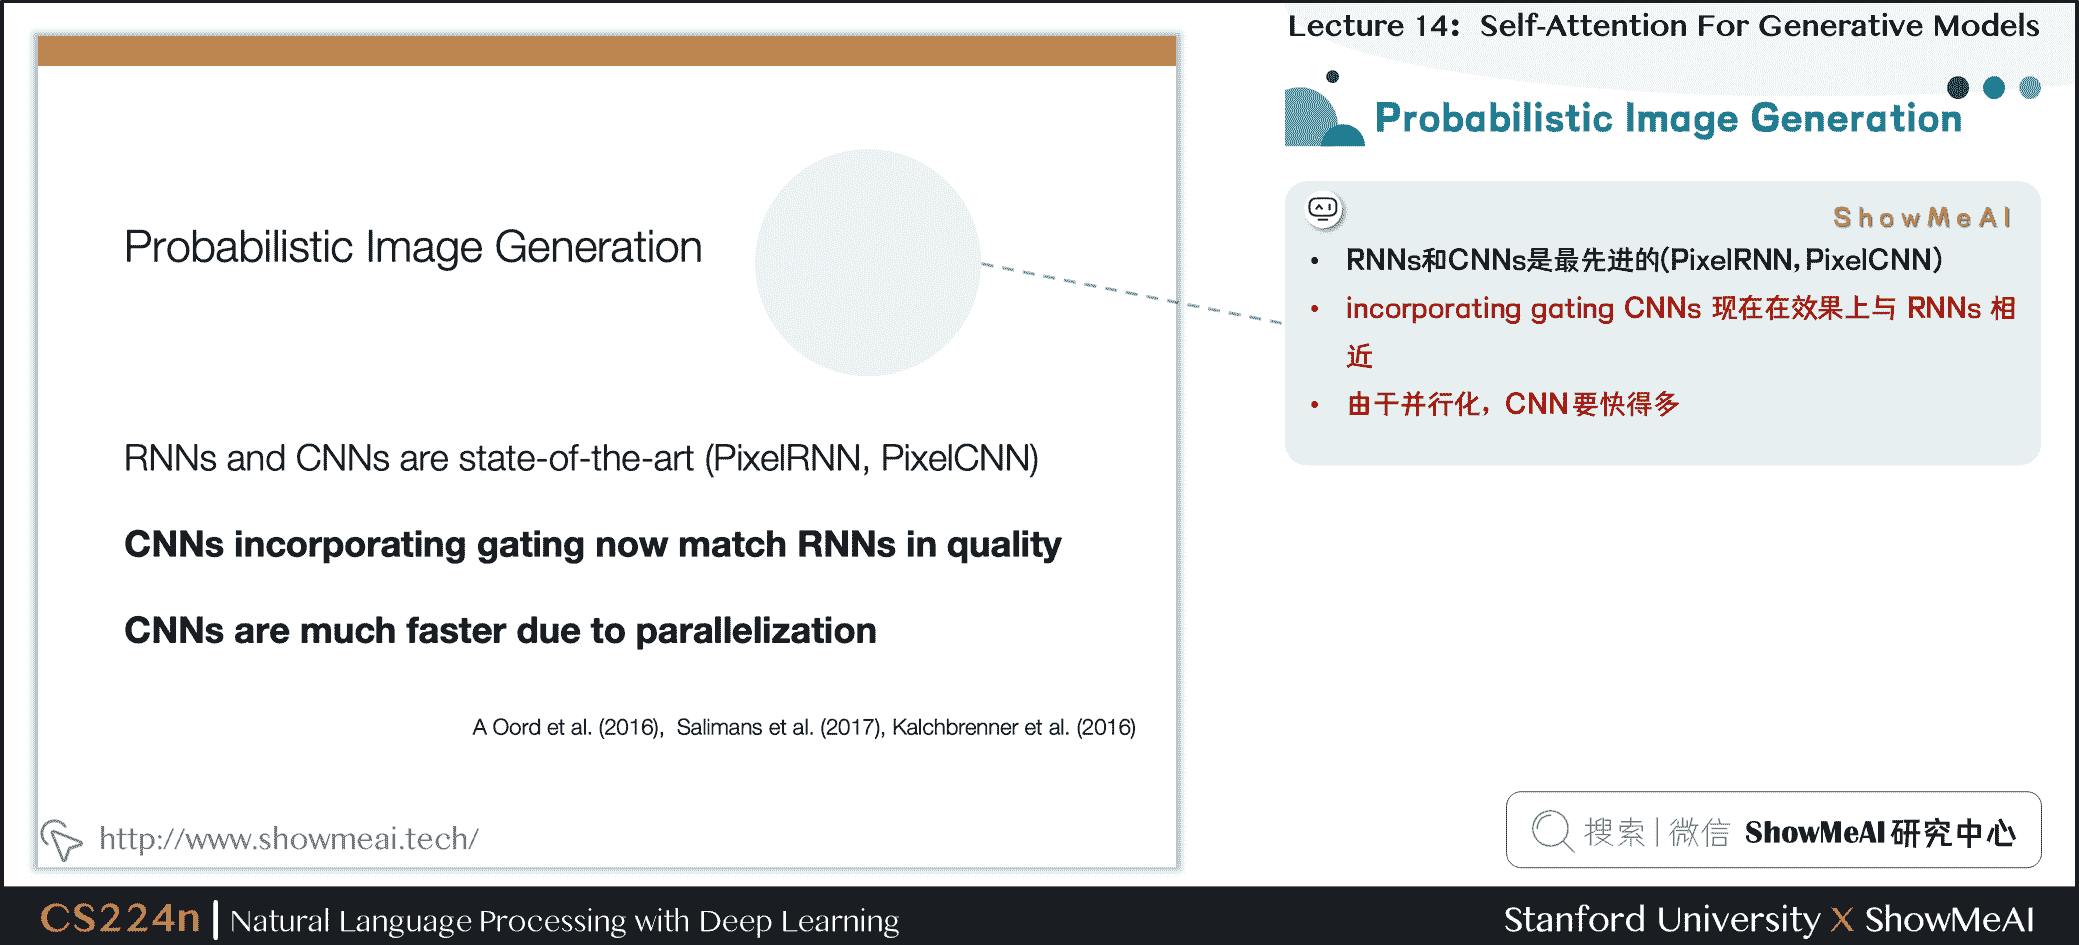 Lecture 14: Self-Attention For Generative Models
Probabilistic Image Generation
RNNs and CNNs are state-of-the-art (PixelRNN, PixelCNN)
CNNs incorporating gating now match RNNs in quality
CNNs are much faster due to parallelization
A Oord et al. (2016), Salimans et al. (2017), Kalchbrenner et al. (2016)
http://www.showmeai.tech/
Probabilistic Image Generation
ShowMeAI
• RNNs和CNNs是最先进的(PixelRNN, PixelCNN)
• incorporating gating CNNs 现在在效果上与 RNNs 相
近
• 由于并行化，CNN要快得多
搜索 | 微信 ShowMeAI研究中心
CS224n | Natural Language Processing with Deep Learning
Stanford University X ShowMeAI